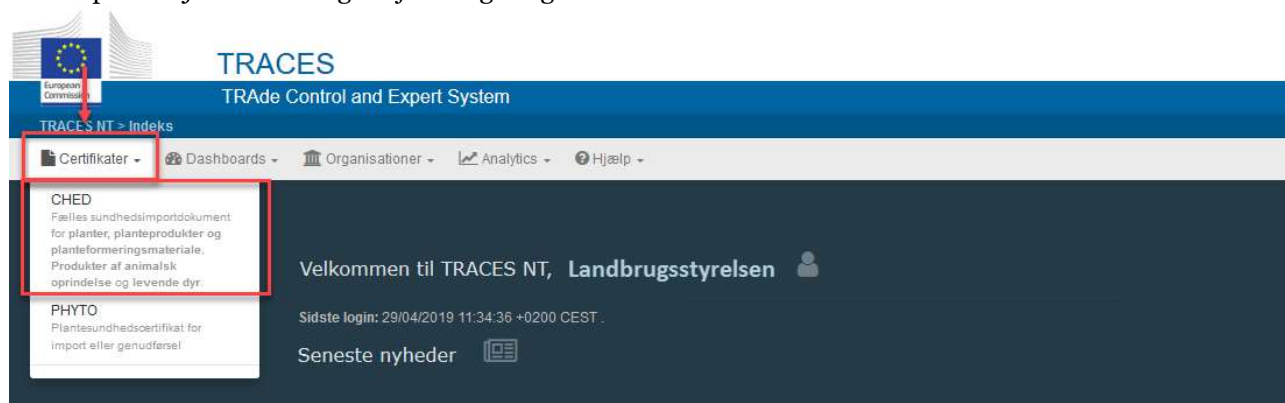 TRACES
European
Commission
TRAde Control and Expert System
TRACES NT > Indeks
Certifikater
Dashboards
Organisationer
Analytics
Hjælp
CHED
Fælles sundhedsimportdokument
for planter, planteprodukter og
planteformeringsmateriale.
Produkter af animalsk
oprindelse og levende dyr.
PHYTO
Plantesundhedscertifikat for
import eller genudførsel
Velkommen til TRACES NT, Landbrugsstyrelsen
Sidste login: 29/04/2019 11:34:36 +0200 CEST .
Seneste nyheder